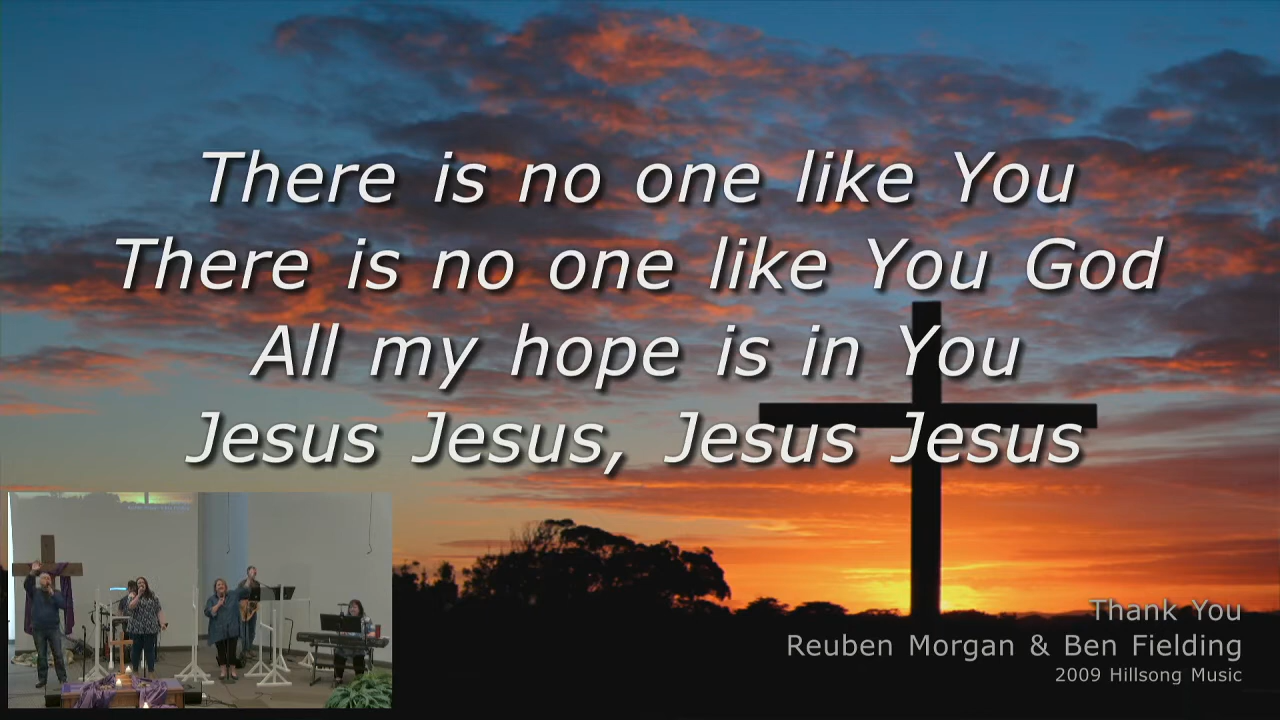 There is no one like You
There is no one like You God
All my hope is in You
Jesus Jesus, Jesus Jesus
Thank You
Reuben Morgan & Ben Fielding
2009 Hillsong Music